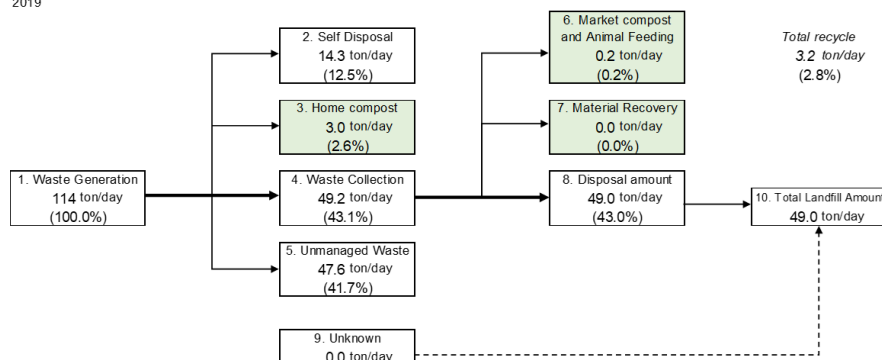 2019
1. Waste Generation
114 ton/day
(100.0%)
2. Self Disposal
14.3 ton/day
(12.5%)
3. Home compost
3.0 ton/day
(2.6%)
4. Waste Collection
49.2 ton/day
(43.1%)
5. Unmanaged Waste
47.6 ton/day
(41.7%)
9. Unknown
0.0 ton/day
6. Market compost
and Animal Feeding
0.2 ton/day
(0.2%)
7. Material Recovery
0.0 ton/day
(0.0%)
8. Disposal amount
49.0 ton/day
(43.0%)
Total recycle
3.2 ton/day
(2.8%)
10. Total Landfill Amount
49.0 ton/day